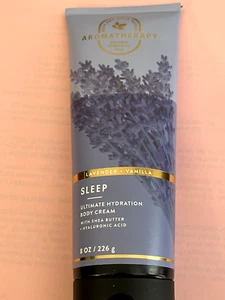 AROMATHERAPY
LAVENDER + VANILLA
SLEEP
ULTIMATE HYDRATION
BODY CREAM
WITH SHEA BUTTER
+ HYALURONIC ACID
8 OZ / 226 g